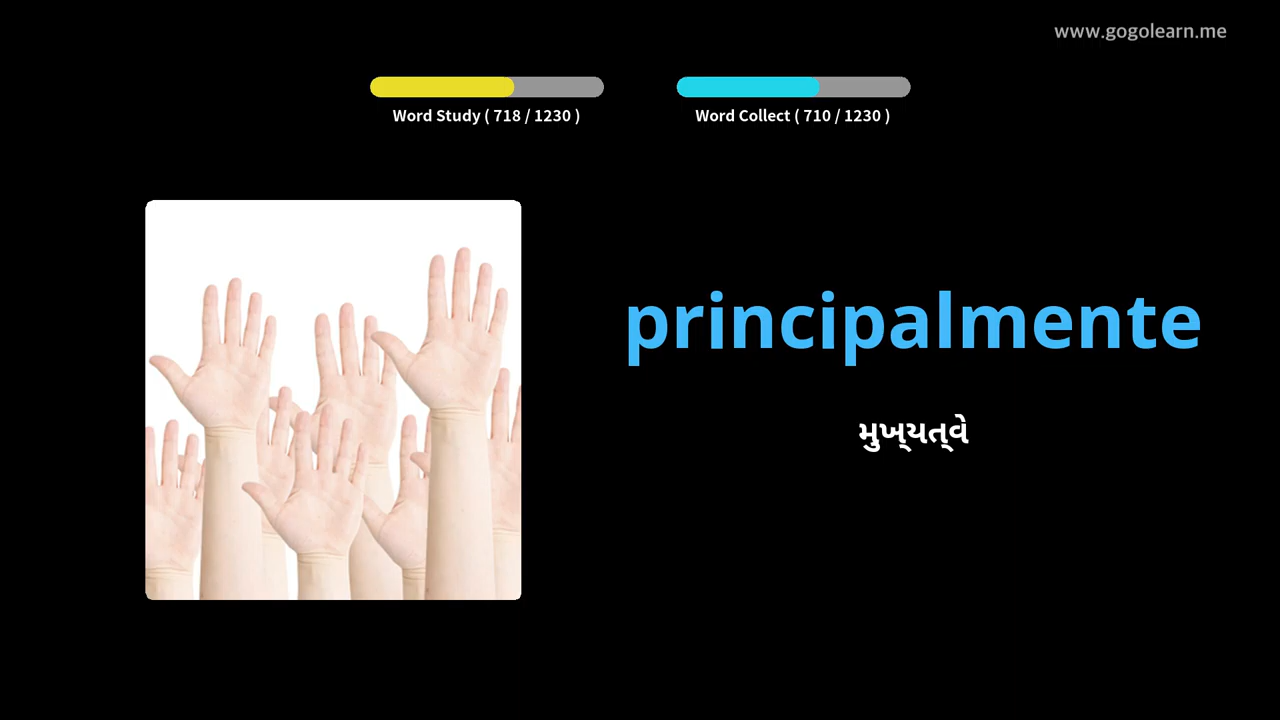 www.gogolearn.me
Word Study ( 718 / 1230 )
Word Collect ( 710 / 1230 )
principalmente
મુખ્યત્વે